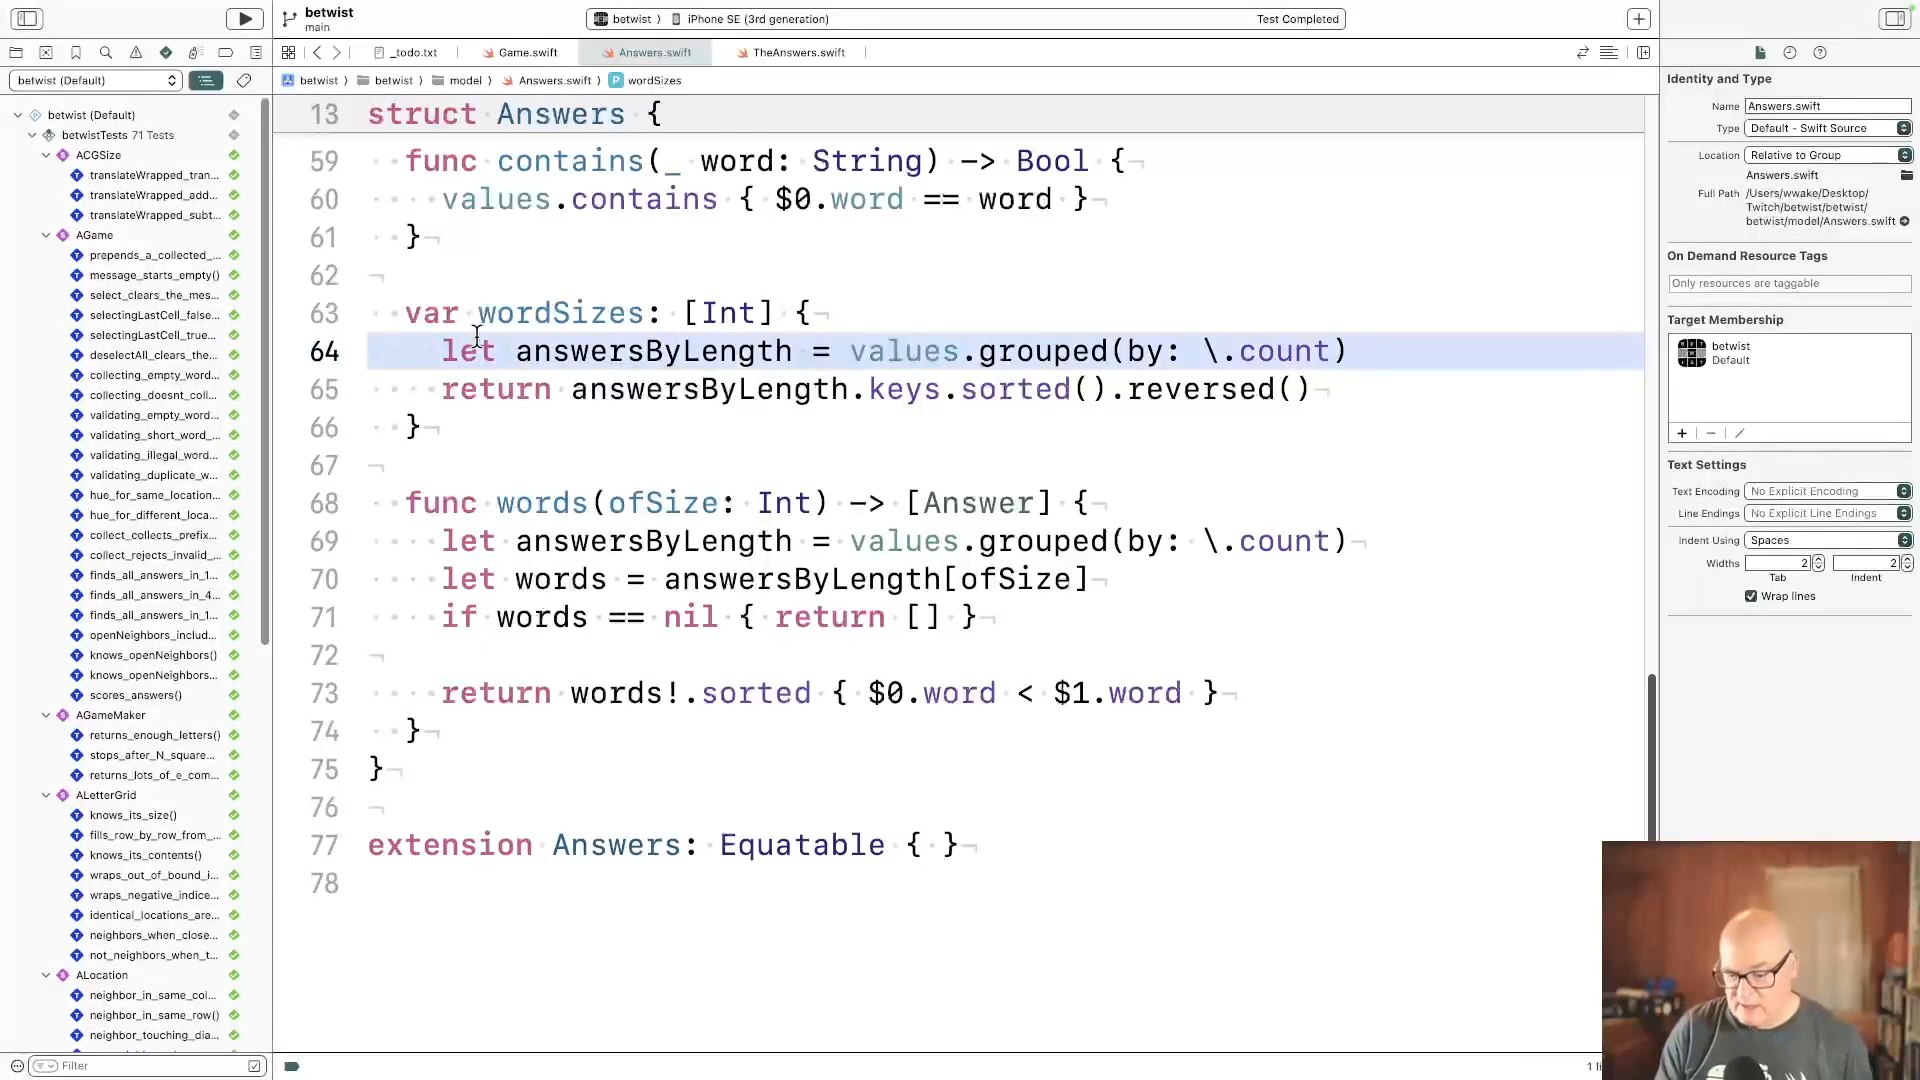 betwist
main
betwist 〉 iPhone SE (3rd generation)
Test Completed
_todo.txt
Game.swift
Answers.swift
TheAnswers.swift
betwist (Default)
betwist 〉 betwist 〉 model 〉 Answers.swift 〉 P wordSizes
betwist (Default)
betwistTests 71 Tests
ACGSize
translateWrapped_tran...
translateWrapped_add...
translateWrapped_subt...
AGame
prepends_a_collected_...
message_starts_empty()
select_clears_the_mes...
selectingLastCell_false...
selectingLastCell_true...
deselectAll_clears_the...
collecting_empty_word...
collecting_doesnt_coll...
validating_empty_word...
validating_short_word_...
validating_illegal_word...
validating_duplicate_w...
hue_for_same_location...
hue_for_different_loca...
collect_collects_prefix...
collect_rejects_invalid_...
finds_all_answers_in_1...
finds_all_answers_in_4...
finds_all_answers_in_1...
openNeighbors_includ...
knows_openNeighbors()
knows_openNeighbors...
scores_answers()
AGameMaker
returns_enough_letters()
stops_after_N_square...
returns_lots_of_e_com...
ALetterGrid
knows_its_size()
fills_row_by_row_from_...
knows_its_contents()
wraps_out_of_bound_i...
wraps_negative_indice...
identical_locations_are...
neighbors_when_close...
not_neighbors_when_t...
ALocation
neighbor_in_same_col...
neighbor_in_same_row()
neighbor_touching_dia...
Filter
13 struct Answers {
59 func contains(_ word: String) -> Bool {
60 values.contains { $0.word == word }
61 }
62
63 var wordSizes: [Int] {
64 let answersByLength = values.grouped(by: \.count)
65 return answersByLength.keys.sorted().reversed()
66 }
67
68 func words(ofSize: Int) -> [Answer] {
69 let answersByLength = values.grouped(by: \.count)
70 let words = answersByLength[ofSize]
71 if words == nil { return [] }
72
73 return words!.sorted { $0.word < $1.word }
74 }
75 }
76
77 extension Answers: Equatable { }
78
Identity and Type
Name Answers.swift
Type Default - Swift Source
Location Relative to Group
Answers.swift
Full Path /Users/wwake/Desktop/
Twitch/betwist/betwist/
betwist/model/Answers.swift
On Demand Resource Tags
Only resources are taggable
Target Membership
betwist
Default
Text Settings
Text Encoding No Explicit Encoding
Line Endings No Explicit Line Endings
Indent Using Spaces
Widths 2 2
Tab Indent
Wrap lines